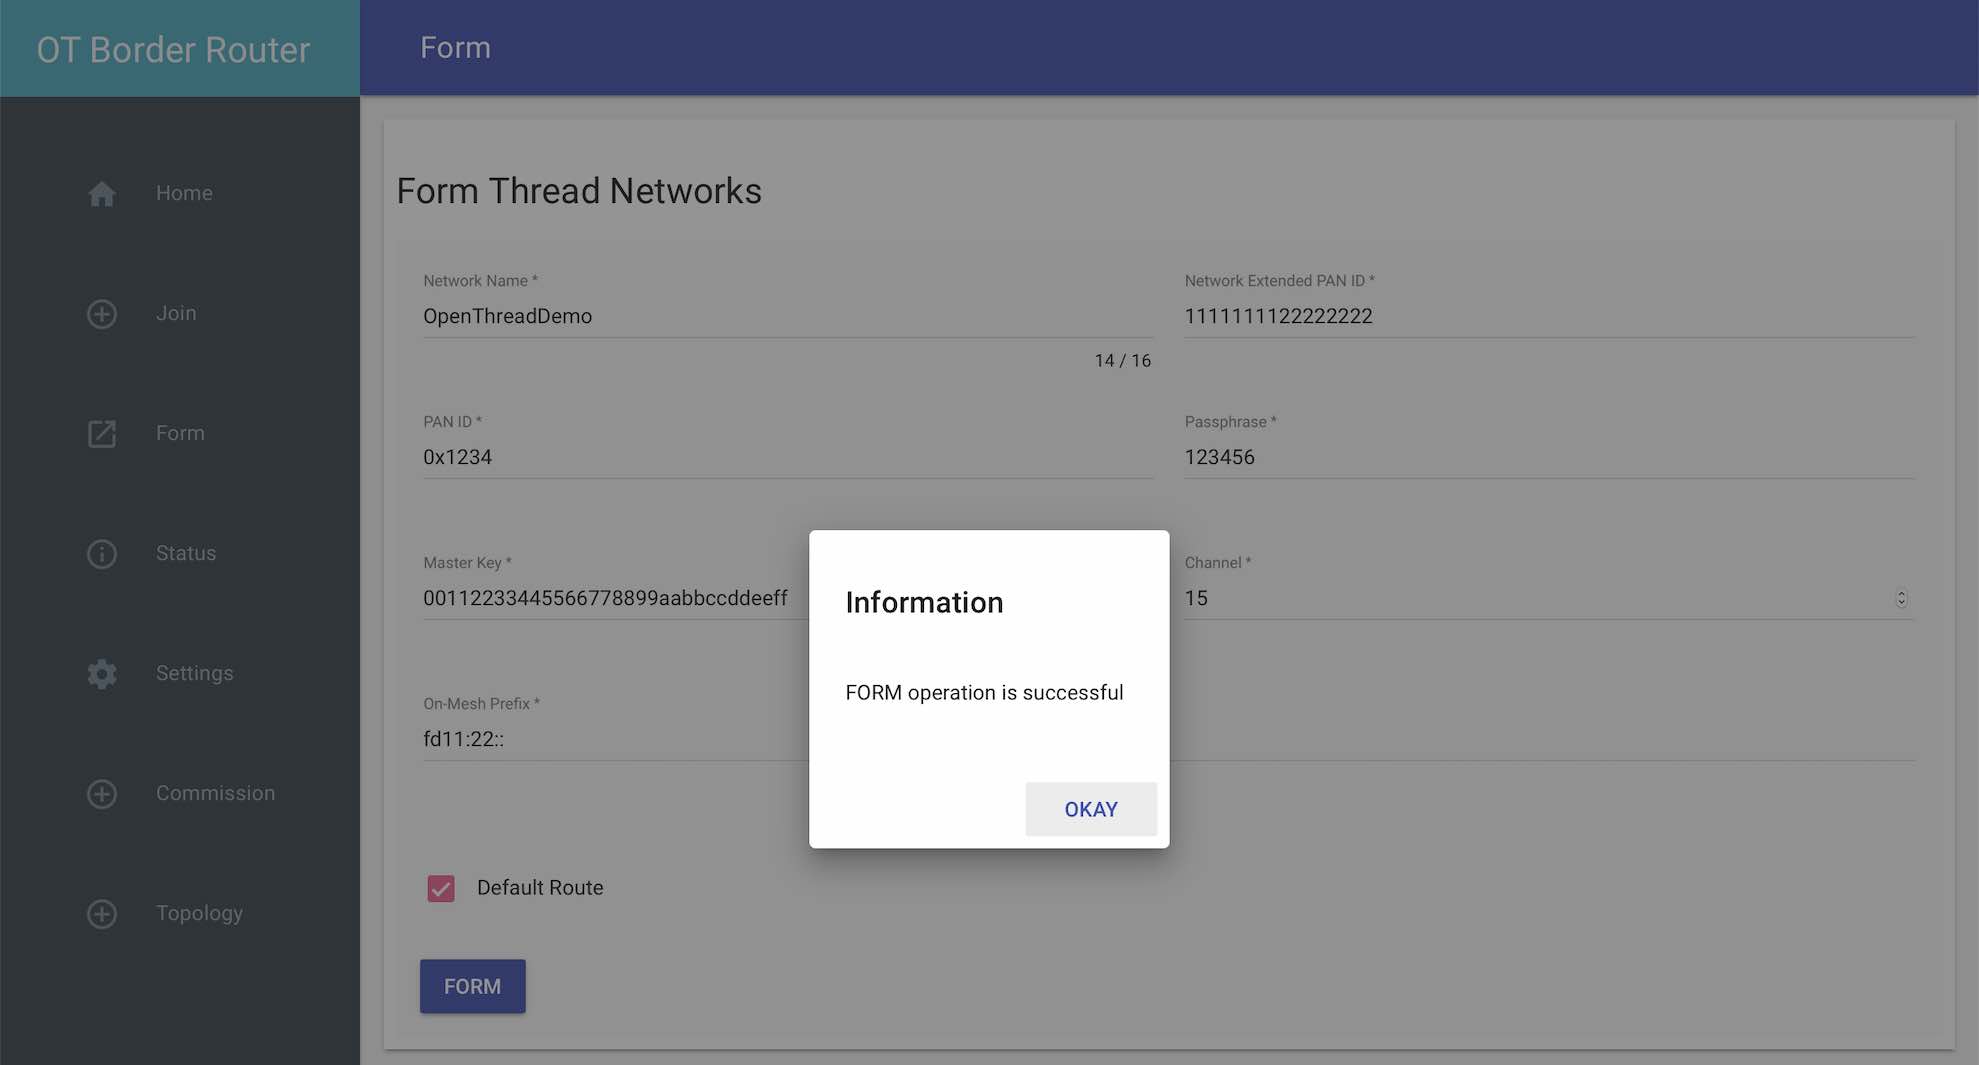 OT Border Router
Form
Home
Join
Form
Status
Settings
Commission
Topology
Form Thread Networks
Network Name *
OpenThreadDemo
14 / 16
Network Extended PAN ID *
1111111122222222
PAN ID *
0x1234
Passphrase *
123456
Master Key *
00112233445566778899aabbccddeeff
Channel *
15
On-Mesh Prefix *
fd11:22::
Default Route
FORM
Information
FORM operation is successful
OKAY